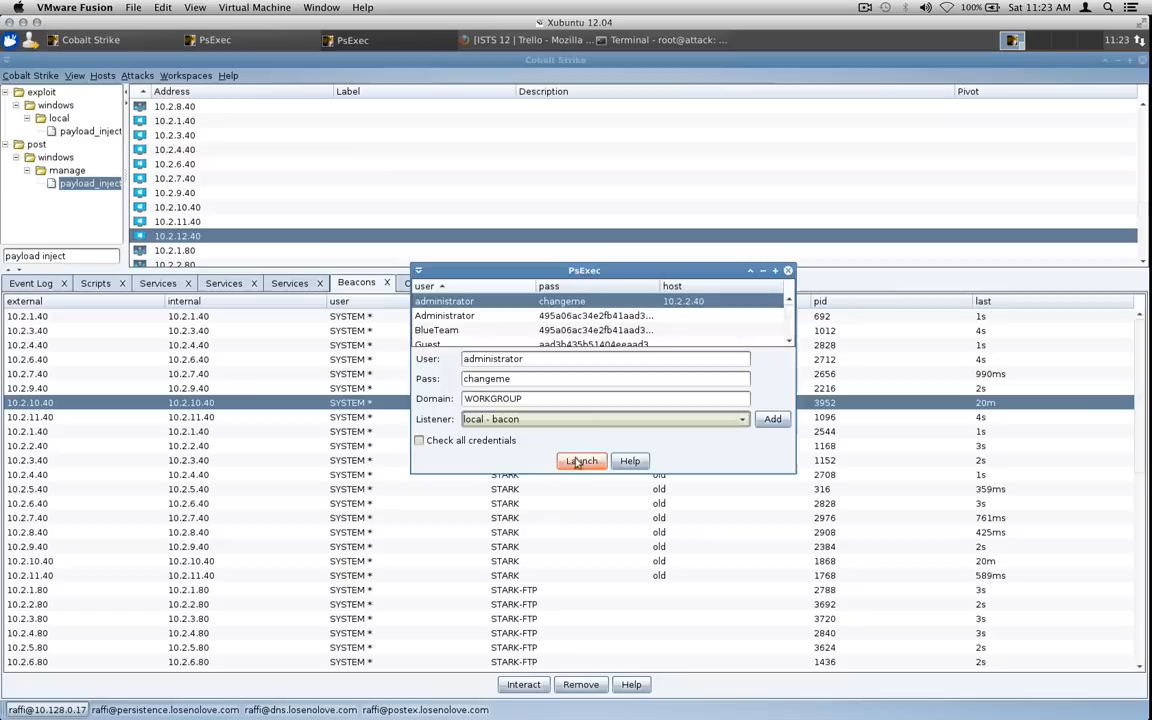 VMware Fusion File Edit View Virtual Machine Window Help 100% Sat 11:23 AM
Xubuntu 12.04
Cobalt Strike PsExec PsExec [ISTS 12 | Trello - Mozilla ... Terminal - root@attack: ... 11:23
Cobalt Strike
Cobalt Strike View Hosts Attacks Workspaces Help
exploit
windows
local
payload_inject
post
windows
manage
payload_inject
payload inject
Address Label Description Pivot
10.2.8.40
10.2.1.40
10.2.3.40
10.2.4.40
10.2.6.40
10.2.7.40
10.2.9.40
10.2.10.40
10.2.11.40
10.2.12.40
10.2.1.80
10.2.2.80
Event Log X Scripts X Services X Services X Services X Beacons X
external internal user pid last
10.2.1.40 10.2.1.40 SYSTEM * 692 1s
10.2.3.40 10.2.3.40 SYSTEM * 1012 4s
10.2.4.40 10.2.4.40 SYSTEM * 2828 1s
10.2.6.40 10.2.6.40 SYSTEM * 2712 4s
10.2.7.40 10.2.7.40 SYSTEM * 2656 990ms
10.2.9.40 10.2.9.40 SYSTEM * 2216 2s
10.2.10.40 10.2.10.40 SYSTEM * 3952 20m
10.2.11.40 10.2.11.40 SYSTEM * 1096 4s
10.2.1.40 10.2.1.40 SYSTEM * 2544 1s
10.2.2.40 10.2.2.40 SYSTEM * 1168 3s
10.2.3.40 10.2.3.40 SYSTEM * 1152 2s
10.2.4.40 10.2.4.40 SYSTEM * STARK old 2708 1s
10.2.5.40 10.2.5.40 SYSTEM * STARK old 316 359ms
10.2.6.40 10.2.6.40 SYSTEM * STARK old 2828 3s
10.2.7.40 10.2.7.40 SYSTEM * STARK old 2976 761ms
10.2.8.40 10.2.8.40 SYSTEM * STARK old 2908 425ms
10.2.9.40 10.2.9.40 SYSTEM * STARK old 2384 2s
10.2.10.40 10.2.10.40 SYSTEM * STARK old 1868 20m
10.2.11.40 10.2.11.40 SYSTEM * STARK old 1768 589ms
10.2.1.80 10.2.1.80 SYSTEM * STARK-FTP 2788 3s
10.2.2.80 10.2.2.80 SYSTEM * STARK-FTP 3692 2s
10.2.3.80 10.2.3.80 SYSTEM * STARK-FTP 3720 3s
10.2.4.80 10.2.4.80 SYSTEM * STARK-FTP 2840 3s
10.2.5.80 10.2.5.80 SYSTEM * STARK-FTP 3624 2s
10.2.6.80 10.2.6.80 SYSTEM * STARK-FTP 1436 2s
PsExec
user pass host
administrator changeme 10.2.2.40
Administrator 495a06ac34e2fb41aad3...
BlueTeam 495a06ac34e2fb41aad3...
Guest aad3b435b51404eeaad3...
User: administrator
Pass: changeme
Domain: WORKGROUP
Listener: local - bacon Add
Check all credentials
Launch Help
Interact Remove Help
raffi@10.128.0.17 raffi@persistence.losenolove.com raffi@dns.losenolove.com raffi@postex.losenolove.com